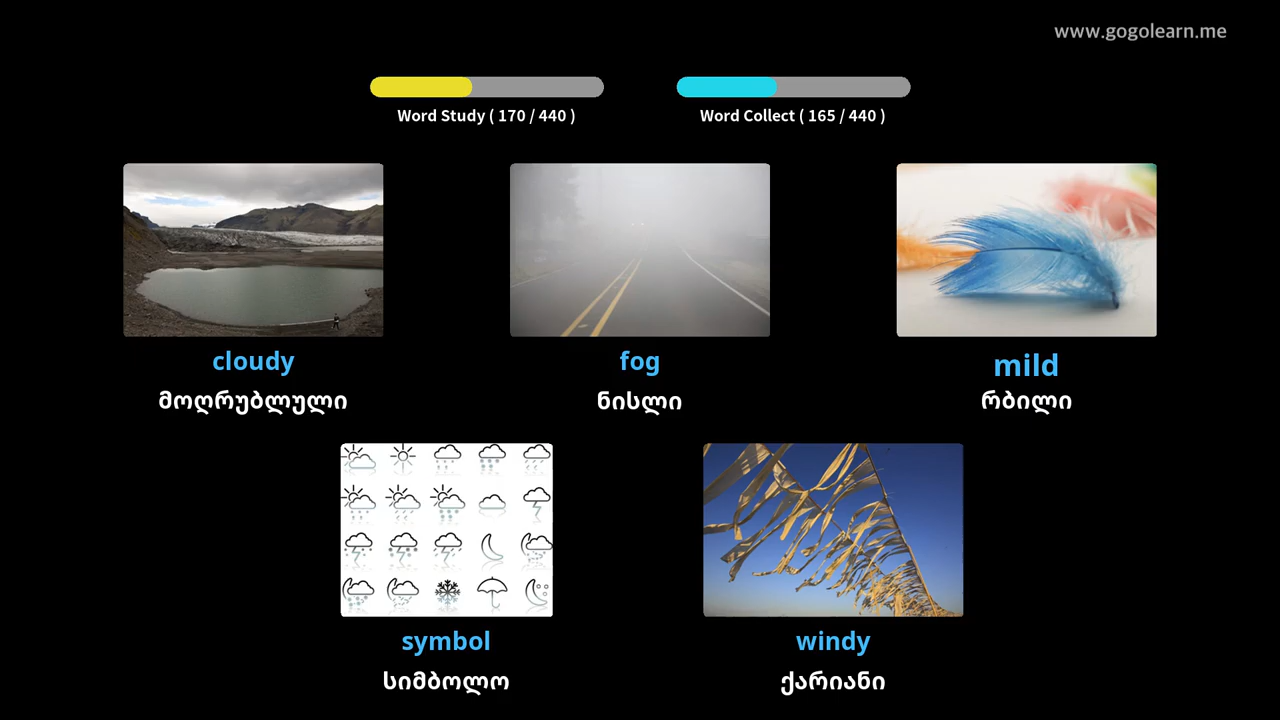 www.gogolearn.me
Word Study ( 170 / 440 )
Word Collect ( 165 / 440 )
cloudy
მოღრუბლული
fog
ნისლი
mild
რბილი
symbol
სიმბოლო
windy
ქარიანი